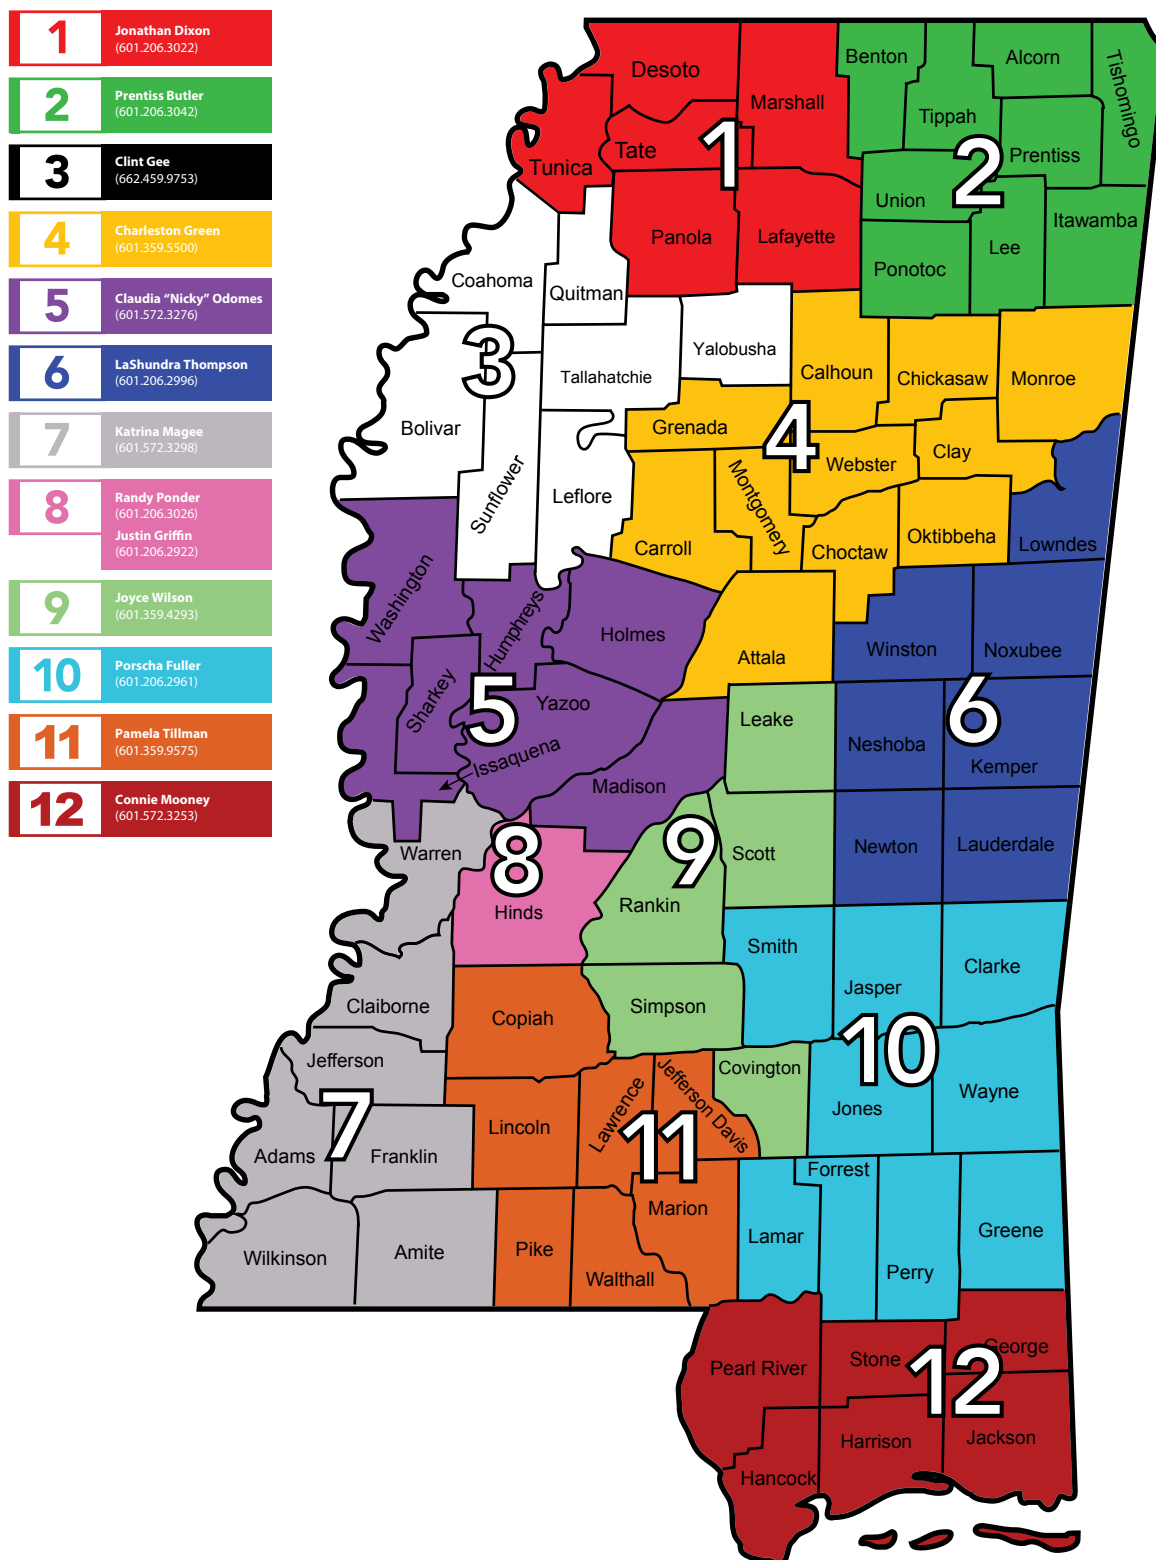 1
Jonathan Dixon
(601.206.3022)
2
Prentiss Butler
(601.206.3042)
3
Clint Gee
(662.459.9753)
4
Charleston Green
(601.359.5500)
5
Claudia “Nicky” Odomes
(601.572.3276)
6
LaShundra Thompson
(601.206.2996)
7
Katrina Magee
(601.572.3298)
8
Randy Ponder
(601.206.3026)
Justin Griffin
(601.206.2922)
9
Joyce Wilson
(601.359.4293)
10
Porscha Fuller
(601.206.2961)
11
Pamela Tillman
(601.359.9575)
12
Connie Mooney
(601.572.3253)
Desoto
Marshall
Tate
Tunica
Panola
Lafayette
1
Benton
Alcorn
Tishomingo
Tippah
Prentiss
Union
Itawamba
Lee
Ponotoc
2
Coahoma
Quitman
Yalobusha
Tallahatchie
Bolivar
Sunflower
Leflore
3
Calhoun
Chickasaw
Monroe
Grenada
Webster
Clay
Montgomery
Carroll
Choctaw
Oktibbeha
Attala
4
Washington
Humphreys
Holmes
Sharkey
Yazoo
Issaquena
Madison
5
Lowndes
Winston
Noxubee
Neshoba
Kemper
Newton
Lauderdale
6
Warren
Claiborne
Jefferson
Adams
Franklin
Wilkinson
Amite
7
8
Hinds
Leake
Scott
Rankin
Simpson
Covington
9
Smith
Jasper
Clarke
Jones
Wayne
Forrest
Lamar
Perry
Greene
10
Copiah
Lincoln
Lawrence
Jefferson Davis
Marion
Pike
Walthall
11
Pearl River
Stone
George
Hancock
Harrison
Jackson
12